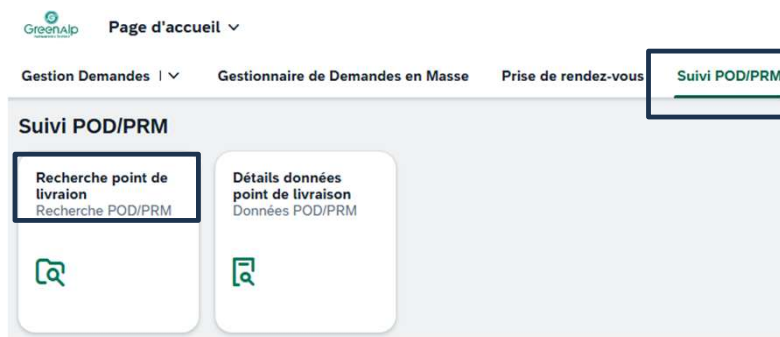 GreenAlp
Page d'accueil
Gestion Demandes
Gestionnaire de Demandes en Masse
Prise de rendez-vous
Suivi POD/PRM
Suivi POD/PRM
Recherche point de
livraion
Recherche POD/PRM
Détails données
point de livraison
Données POD/PRM